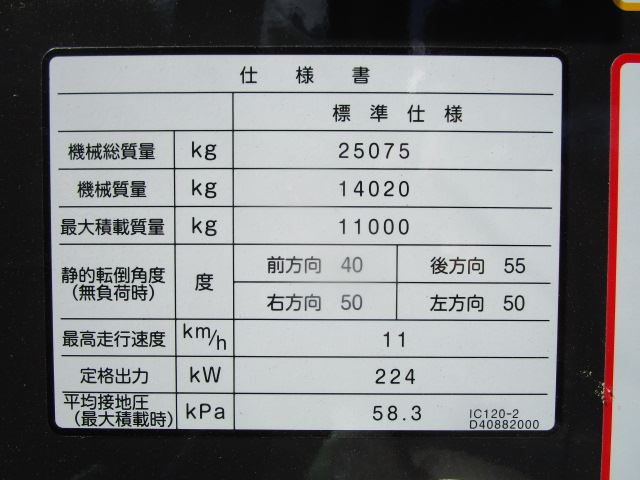 仕様書
標準仕様
機械総質量 kg 25075
機械質量 kg 14020
最大積載質量 kg 11000
静的転倒角度 (無負荷時) 度 前方向 40 後方向 55
右方向 50 左方向 50
最高走行速度 km/h 11
定格出力 kW 224
平均接地圧 (最大積載時) kPa 58.3
IC120-2
D40882000